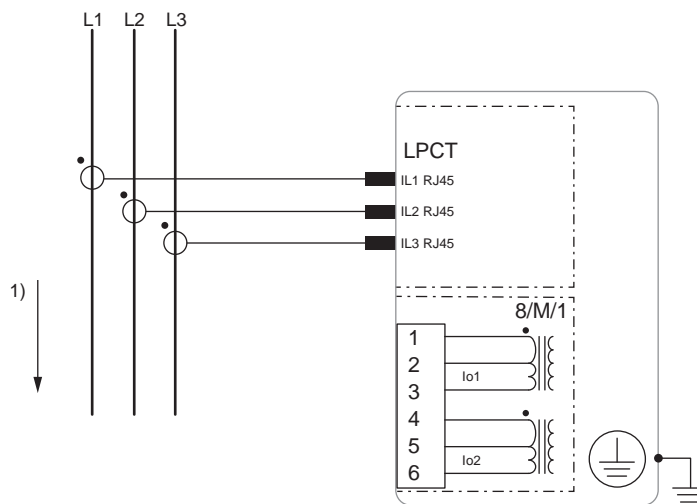 L1 L2 L3
LPCT
IL1 RJ45
IL2 RJ45
IL3 RJ45
1)
8/M/1
1
2
Io1
3
4
5
Io2
6